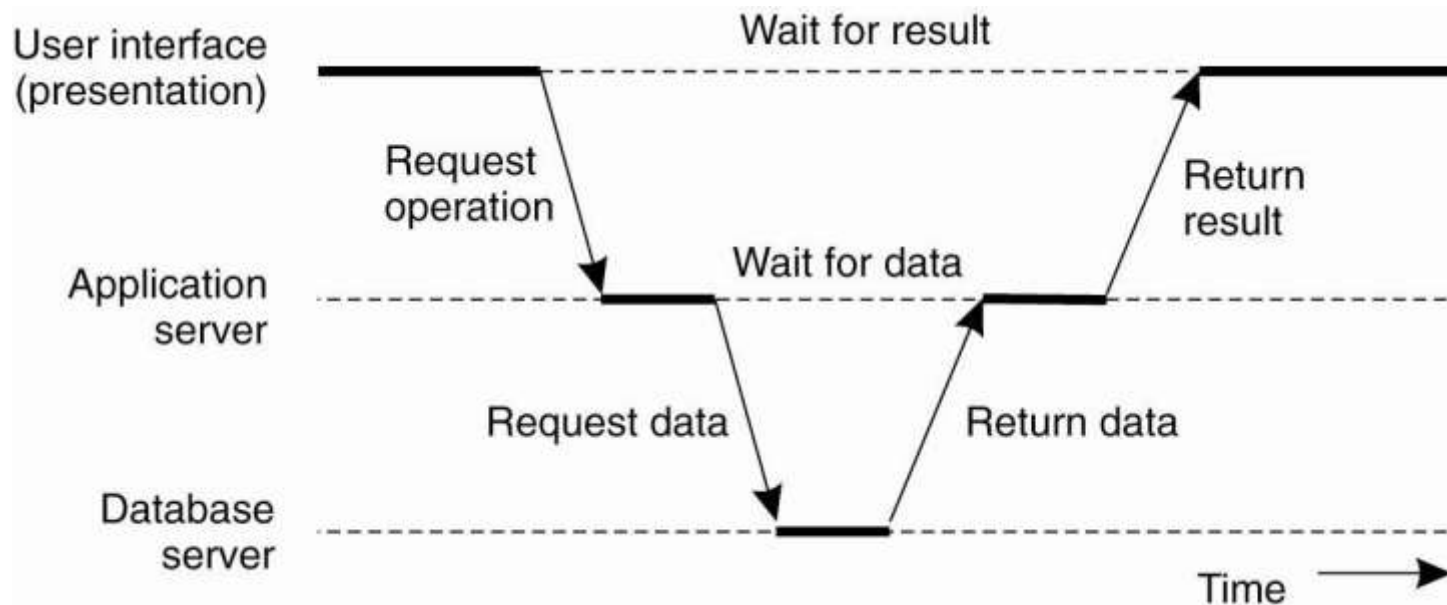 User interface
(presentation)
Wait for result
Request
operation
Return
result
Application
server
Wait for data
Request data
Return data
Database
server
Time